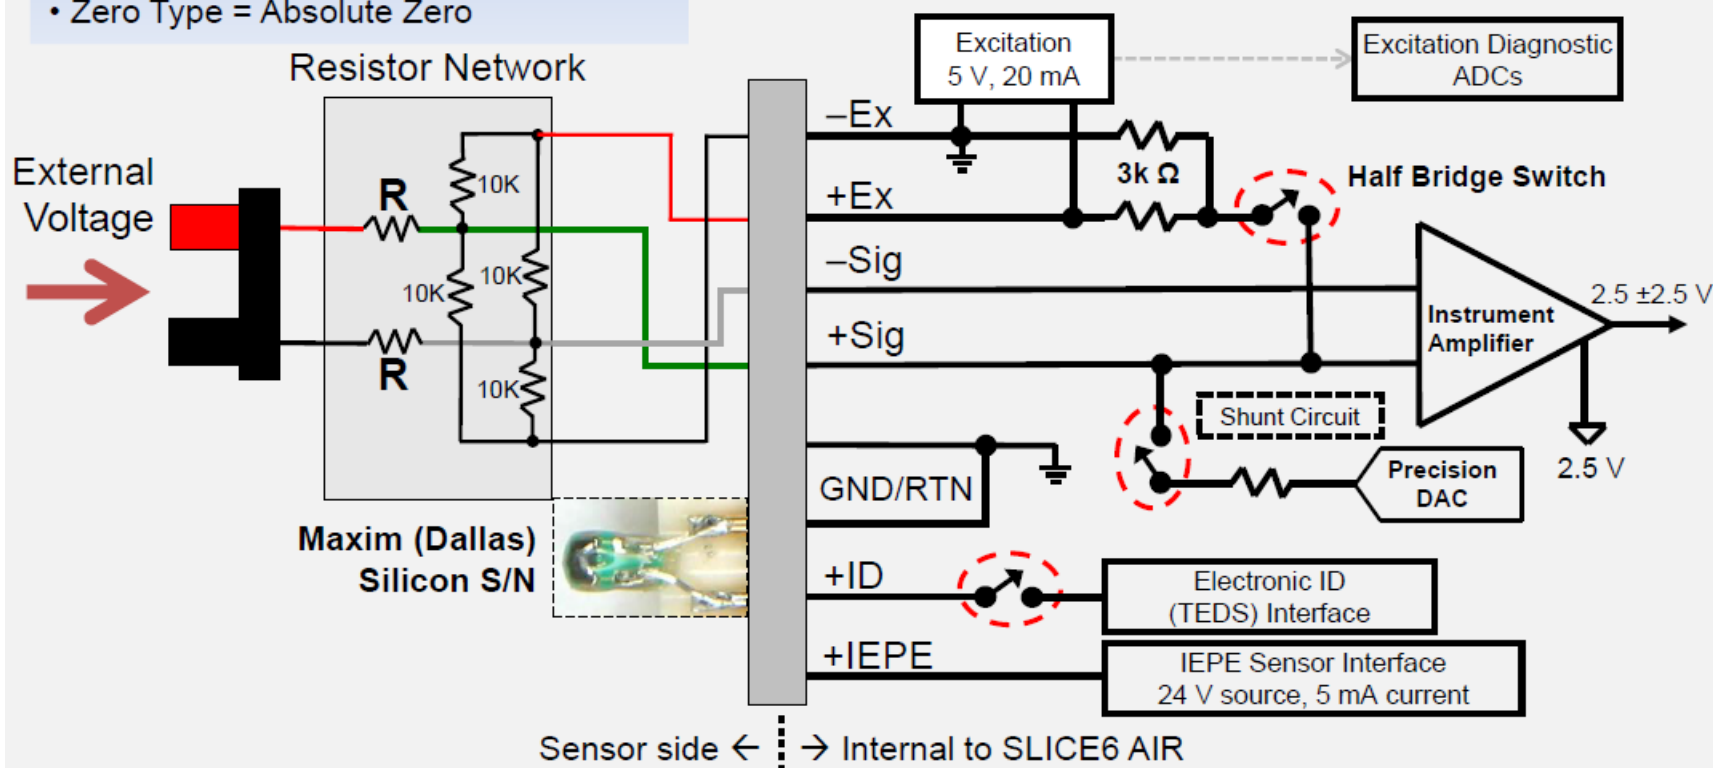 • Zero Type = Absolute Zero
Resistor Network
External
Voltage
R
R
10K
10K
10K
10K
Maxim (Dallas)
Silicon S/N
Excitation
5 V, 20 mA
Excitation Diagnostic
ADCs
–Ex
+Ex
3k Ω
Half Bridge Switch
–Sig
+Sig
Instrument
Amplifier
2.5 ±2.5 V
2.5 V
Shunt Circuit
Precision
DAC
GND/RTN
+ID
Electronic ID
(TEDS) Interface
+IEPE
IEPE Sensor Interface
24 V source, 5 mA current
Sensor side ← → Internal to SLICE6 AIR